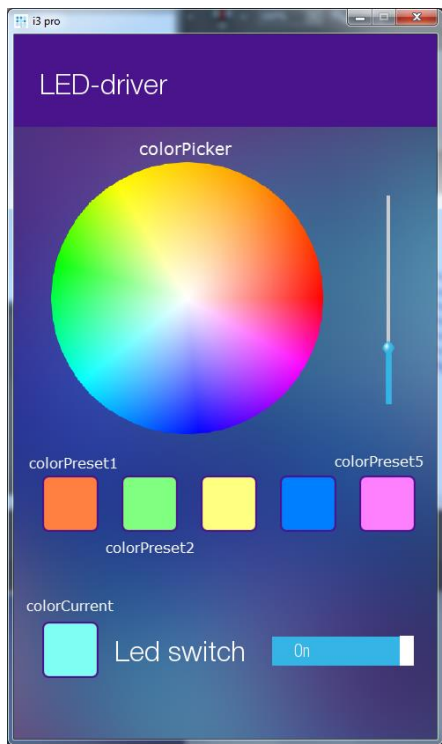 i3 pro
LED-driver
colorPicker
colorPreset1
colorPreset5
colorPreset2
colorCurrent
Led switch
On